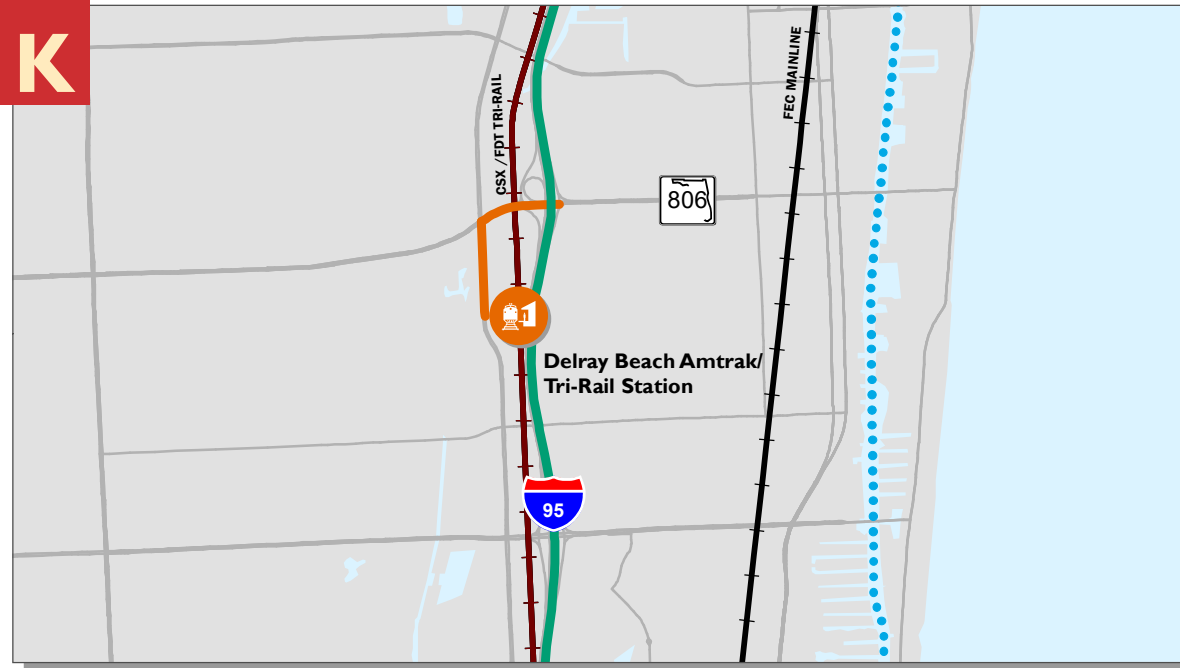 K
CSX / FDT TRI-RAIL
FEC MAINLINE
806
Delray Beach Amtrak/
Tri-Rail Station
95